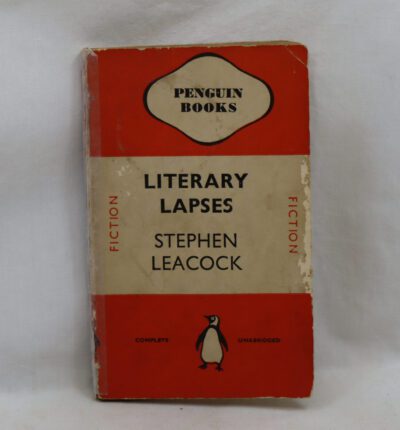 PENGUIN
BOOKS
LITERARY
LAPSES
FICTION
FICTION
STEPHEN
LEACOCK
COMPLETE
UNABRIDGED